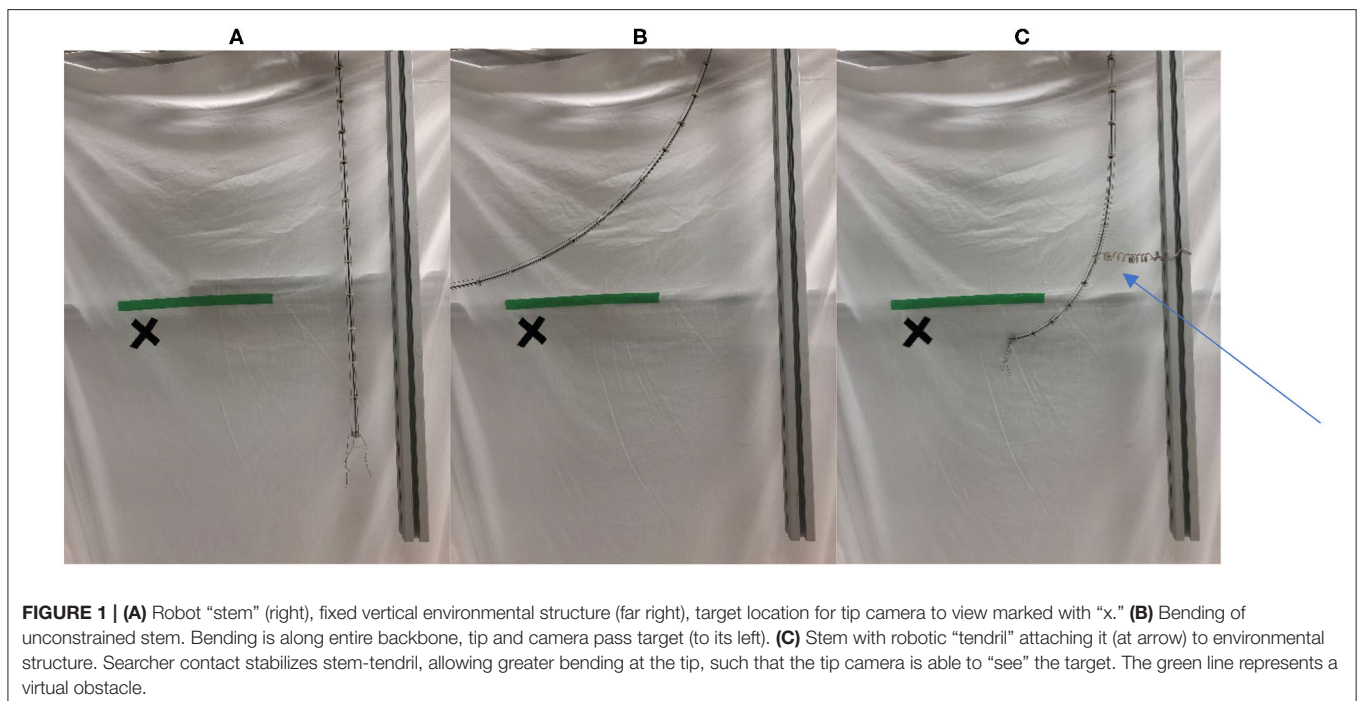 A
B
C
FIGURE 1 | (A) Robot “stem” (right), fixed vertical environmental structure (far right), target location for tip camera to view marked with “x.” (B) Bending of
unconstrained stem. Bending is along entire backbone, tip and camera pass target (to its left). (C) Stem with robotic “tendril” attaching it (at arrow) to environmental
structure. Searcher contact stabilizes stem-tendril, allowing greater bending at the tip, such that the tip camera is able to “see” the target. The green line represents a
virtual obstacle.